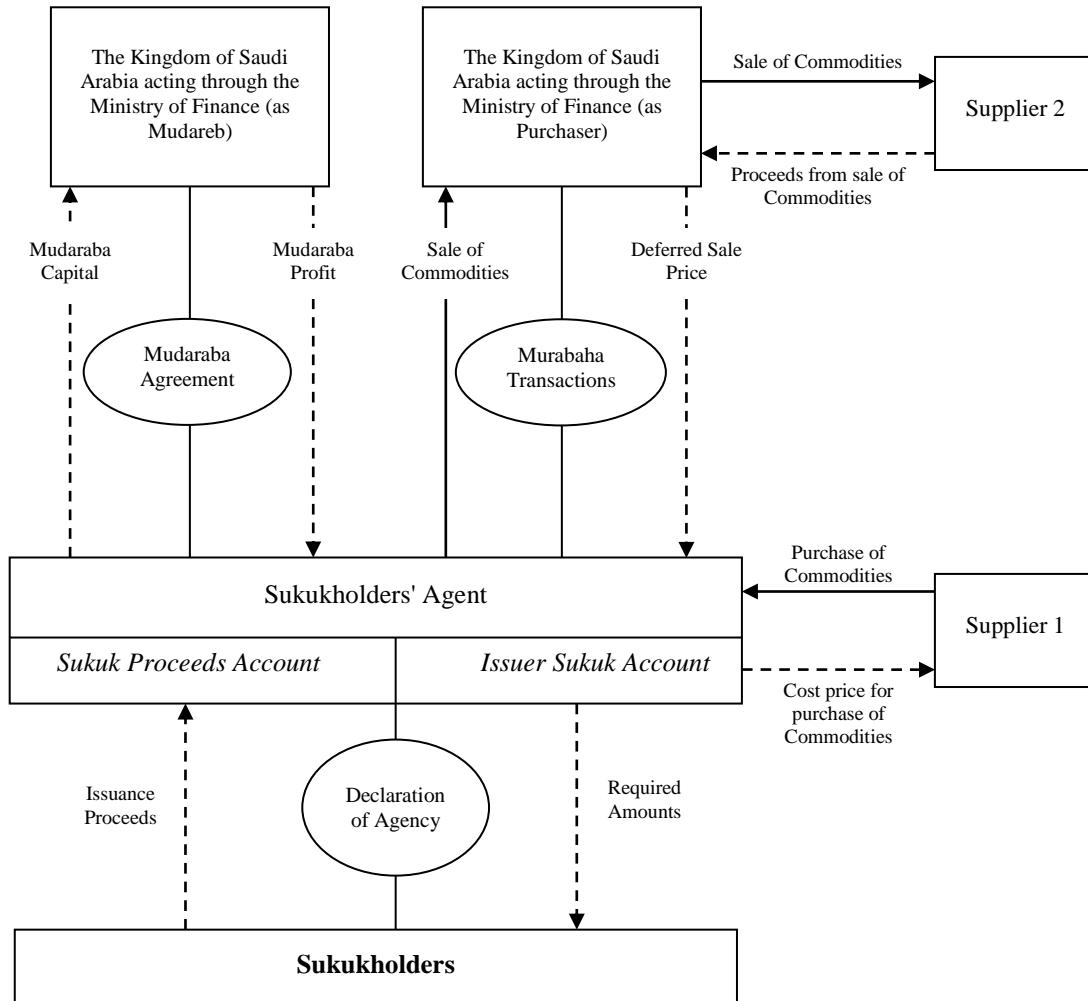 The Kingdom of Saudi
Arabia acting through the
Ministry of Finance (as
Mudareb)
The Kingdom of Saudi
Arabia acting through the
Ministry of Finance (as
Purchaser)
Sale of Commodities
Supplier 2
Proceeds from sale of
Commodities
Mudaraba
Capital
Mudaraba
Profit
Sale of
Commodities
Deferred Sale
Price
Mudaraba
Agreement
Murabaha
Transactions
Purchase of
Commodities
Sukukholders' Agent
Supplier 1
Sukuk Proceeds Account
Issuer Sukuk Account
Cost price for
purchase of
Commodities
Issuance
Proceeds
Declaration
of Agency
Required
Amounts
Sukukholders